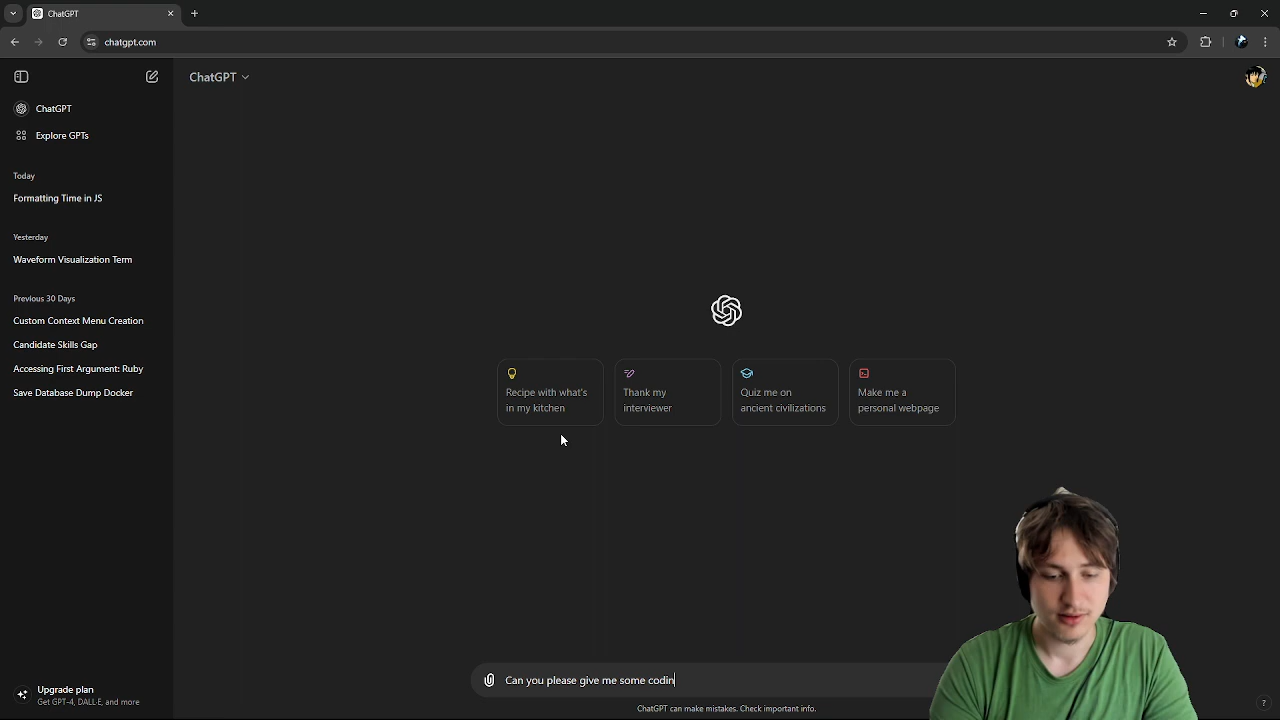 ChatGPT
chatgpt.com
ChatGPT
ChatGPT
Explore GPTs
Today
Formatting Time in JS
Yesterday
Waveform Visualization Term
Previous 30 Days
Custom Context Menu Creation
Candidate Skills Gap
Accessing First Argument: Ruby
Save Database Dump Docker
Recipe with what's
in my kitchen
Thank my
interviewer
Quiz me on
ancient civilizations
Make me a
personal webpage
Can you please give me some codin
Upgrade plan
Get GPT-4, DALL·E, and more
ChatGPT can make mistakes. Check important info.
?